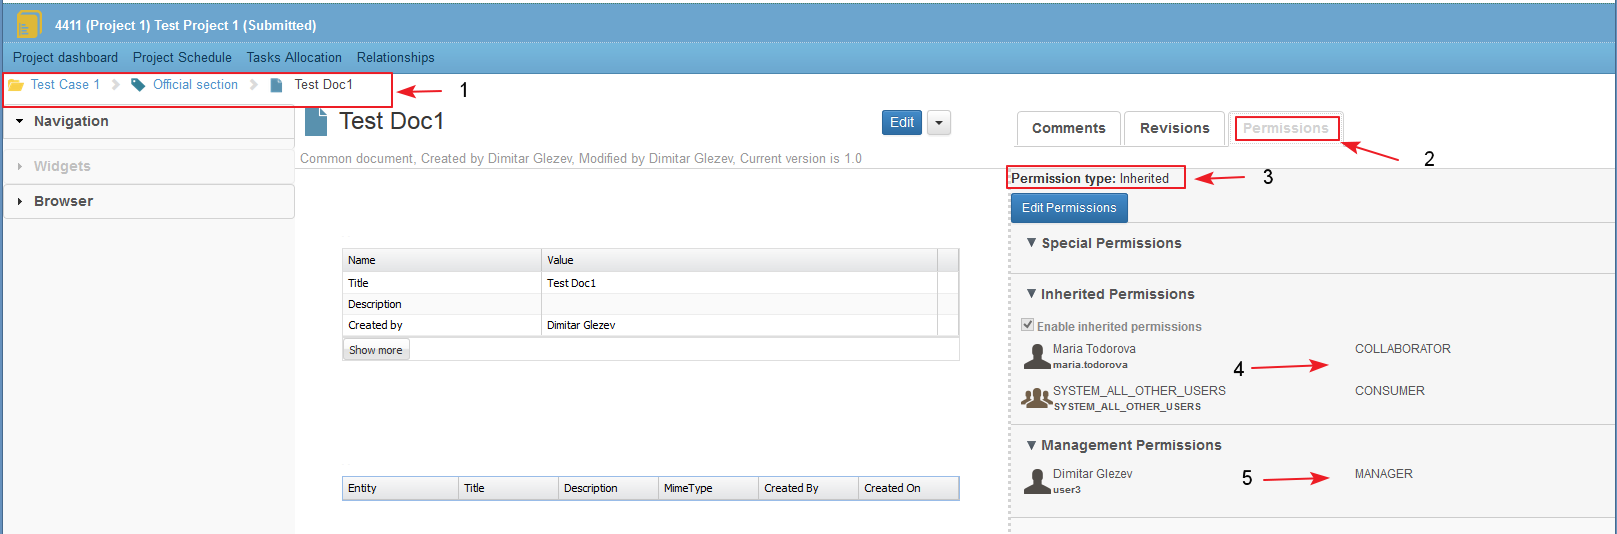 4411 (Project 1) Test Project 1 (Submitted)
Project dashboard Project Schedule Tasks Allocation Relationships
Test Case 1 Official section Test Doc1
1
Navigation
Widgets
Browser
Test Doc1
Edit
Common document, Created by Dimitar Glezev, Modified by Dimitar Glezev, Current version is 1.0
Name Value
Title Test Doc1
Description
Created by Dimitar Glezev
Show more
Entity Title Description MimeType Created By Created On
Comments Revisions Permissions
2
Permission type: Inherited
3
Edit Permissions
Special Permissions
Inherited Permissions
Enable inherited permissions
Maria Todorova COLLABORATOR
maria.todorova
4
SYSTEM_ALL_OTHER_USERS CONSUMER
SYSTEM_ALL_OTHER_USERS
Management Permissions
Dimitar Glezev MANAGER
user3
5